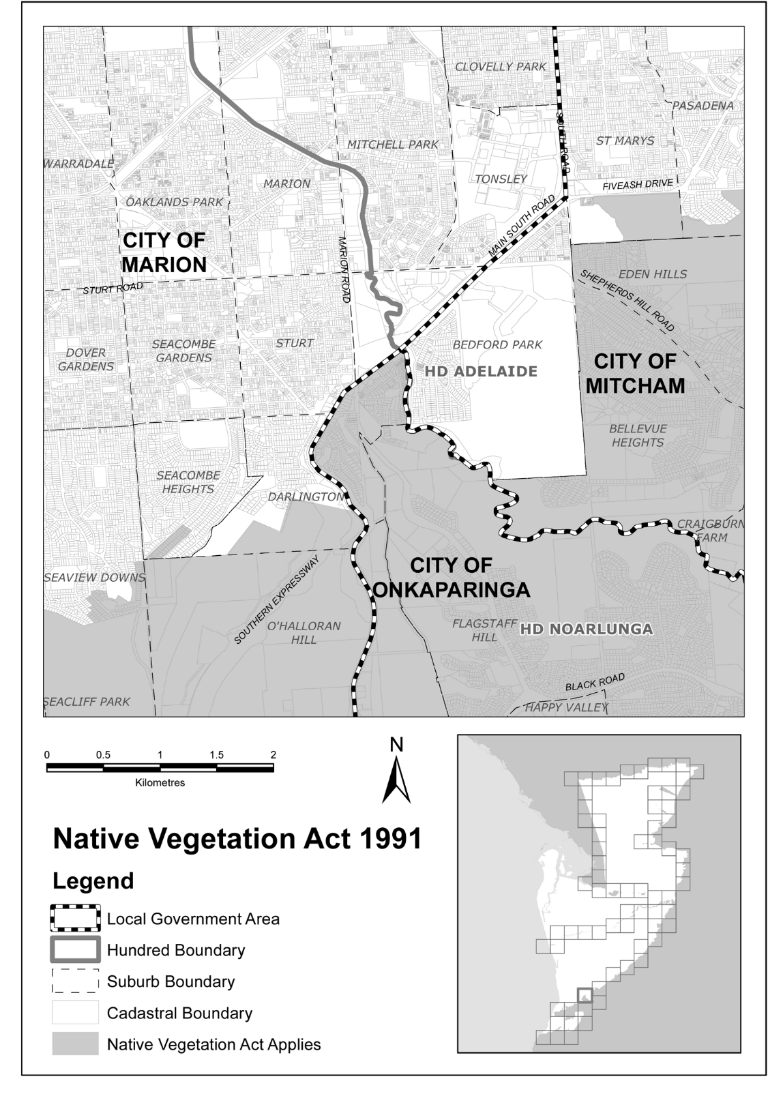 CLOVELLY PARK
PASADENA
SOUTH ROAD
ST MARYS
MITCHELL PARK
WARRADALE
TONSLEY
MARION
FIVEASH DRIVE
OAKLANDS PARK
MAIN SOUTH ROAD
CITY OF
MARION
MARION ROAD
EDEN HILLS
STURT ROAD
SHEPHERDS HILL ROAD
DOVER
GARDENS
SEACOMBE
GARDENS
STURT
BEDFORD PARK
HD ADELAIDE
CITY OF
MITCHAM
BELLEVUE
HEIGHTS
SEACOMBE
HEIGHTS
DARLINGTON
CRAIGBURN
FARM
SEAVIEW DOWNS
CITY OF
ONKAPARINGA
SOUTHERN EXPRESSWAY
O'HALLORAN
HILL
FLAGSTAFF
HILL
HD NOARLUNGA
BLACK ROAD
SEACLIFF PARK
HAPPY VALLEY
0 0.5 1 1.5 2
Kilometres
N
Native Vegetation Act 1991
Legend
Local Government Area
Hundred Boundary
Suburb Boundary
Cadastral Boundary
Native Vegetation Act Applies